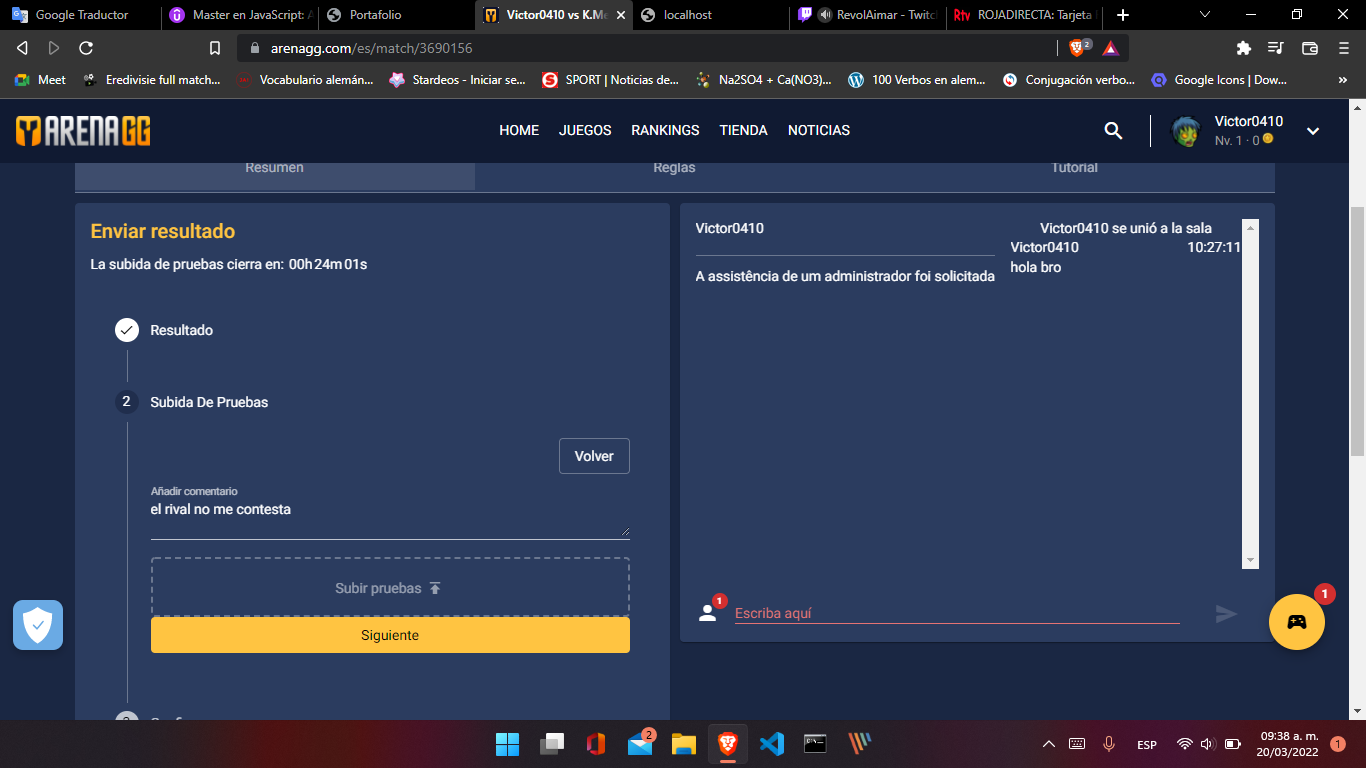 Google Traductor
Master en JavaScript: A
Portafolio
Victor0410 vs K.Me
localhost
RevolAimar - Twitch
ROJADIRECTA: Tarjeta
arenagg.com/es/match/3690156
2
Meet
Eredivisie full match...
Vocabulario alemán...
Stardeos - Iniciar se...
SPORT | Noticias de...
Na2SO4 + Ca(NO3)...
100 Verbos en alem...
Conjugación verbo...
Google Icons | Dow...
»
ARENAGG
HOME
JUEGOS
RANKINGS
TIENDA
NOTICIAS
Victor0410
Nv. 1 · 0
Resumen
Reglas
Tutorial
Enviar resultado
La subida de pruebas cierra en: 00h 24m 01s
Resultado
2 Subida De Pruebas
Volver
Añadir comentario
el rival no me contesta
Subir pruebas
Siguiente
Victor0410
A assistência de um administrador foi solicitada
Victor0410 se unió a la sala
Victor0410 10:27:11
hola bro
1
Escriba aquí
1
2
ESP
09:38 a. m.
20/03/2022
1